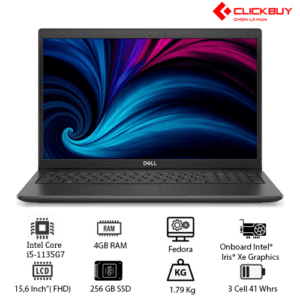 CLICKBUY
CHỌN LÀ MUA
DELL
Intel Core
i5-1135G7
RAM
4GB RAM
Fedora
Onboard Intel®
Iris® Xe Graphics
LCD
15,6 Inch"( FHD)
256 GB SSD
KG
1.79 Kg
3 Cell 41 Whrs